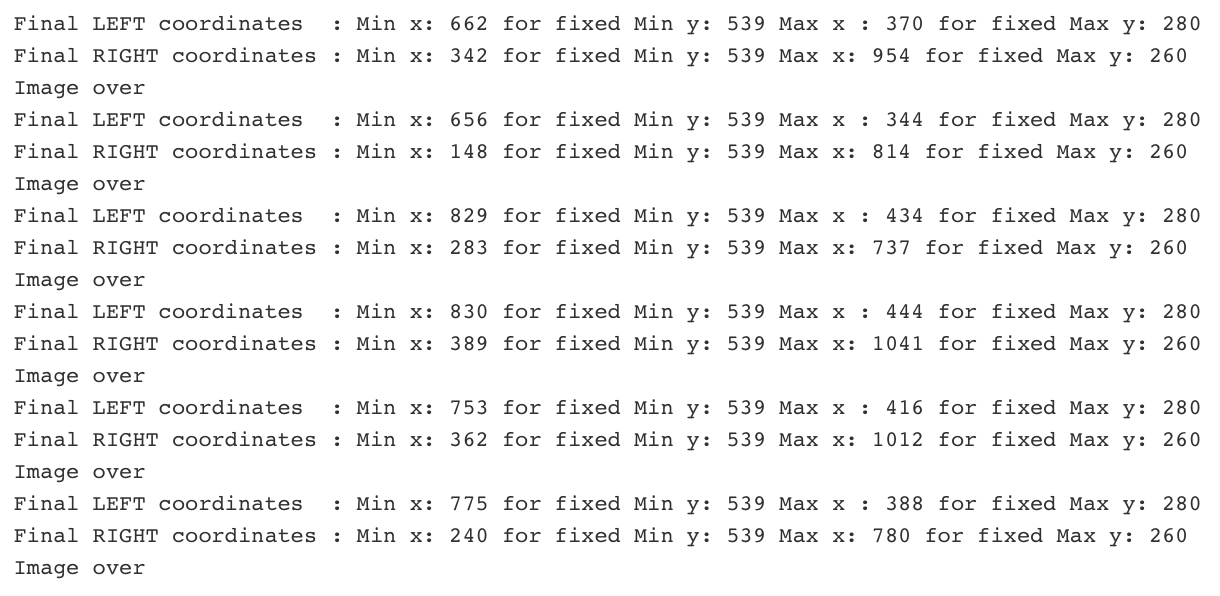 Final LEFT coordinates  : Min x: 662 for fixed Min y: 539 Max x : 370 for fixed Max y: 280
Final RIGHT coordinates : Min x: 342 for fixed Min y: 539 Max x: 954 for fixed Max y: 260
Image over
Final LEFT coordinates  : Min x: 656 for fixed Min y: 539 Max x : 344 for fixed Max y: 280
Final RIGHT coordinates : Min x: 148 for fixed Min y: 539 Max x: 814 for fixed Max y: 260
Image over
Final LEFT coordinates  : Min x: 829 for fixed Min y: 539 Max x : 434 for fixed Max y: 280
Final RIGHT coordinates : Min x: 283 for fixed Min y: 539 Max x: 737 for fixed Max y: 260
Image over
Final LEFT coordinates  : Min x: 830 for fixed Min y: 539 Max x : 444 for fixed Max y: 280
Final RIGHT coordinates : Min x: 389 for fixed Min y: 539 Max x: 1041 for fixed Max y: 260
Image over
Final LEFT coordinates  : Min x: 753 for fixed Min y: 539 Max x : 416 for fixed Max y: 280
Final RIGHT coordinates : Min x: 362 for fixed Min y: 539 Max x: 1012 for fixed Max y: 260
Image over
Final LEFT coordinates  : Min x: 775 for fixed Min y: 539 Max x : 388 for fixed Max y: 280
Final RIGHT coordinates : Min x: 240 for fixed Min y: 539 Max x: 780 for fixed Max y: 260
Image over